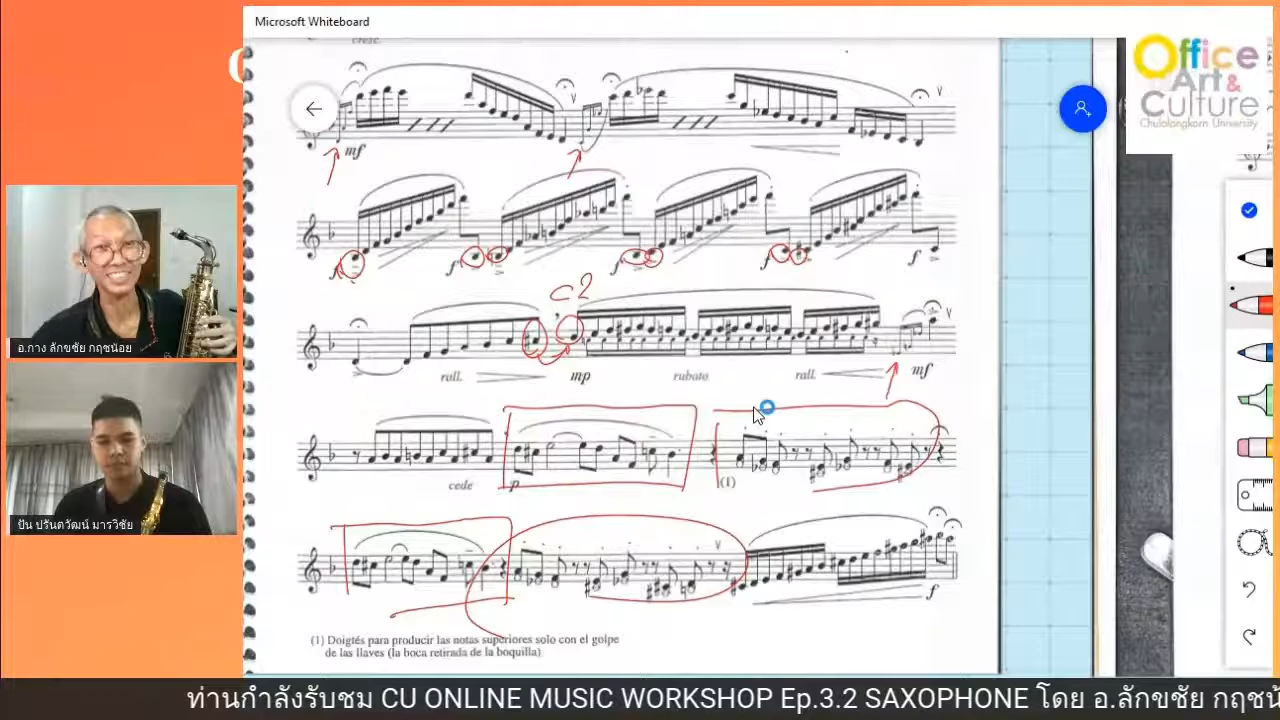 Microsoft Whiteboard
Office
Art &
Culture
Chulalongkorn University
cresc.
mf
f
f
f
f
f
c2
rall.
mp
rubato
rall.
mf
อ.กาง ลักขชัย กฤชน้อย
cede
p
(1)
ปัน ปรันตวัฒน์ มารวิชัย
f
(1) Doigtés para producir las notas superiores solo con el golpe
de las llaves (la boca retirada de la boquilla)
ท่านกำลังรับชม CU ONLINE MUSIC WORKSHOP Ep.3.2 SAXOPHONE โดย อ.ลักขชัย